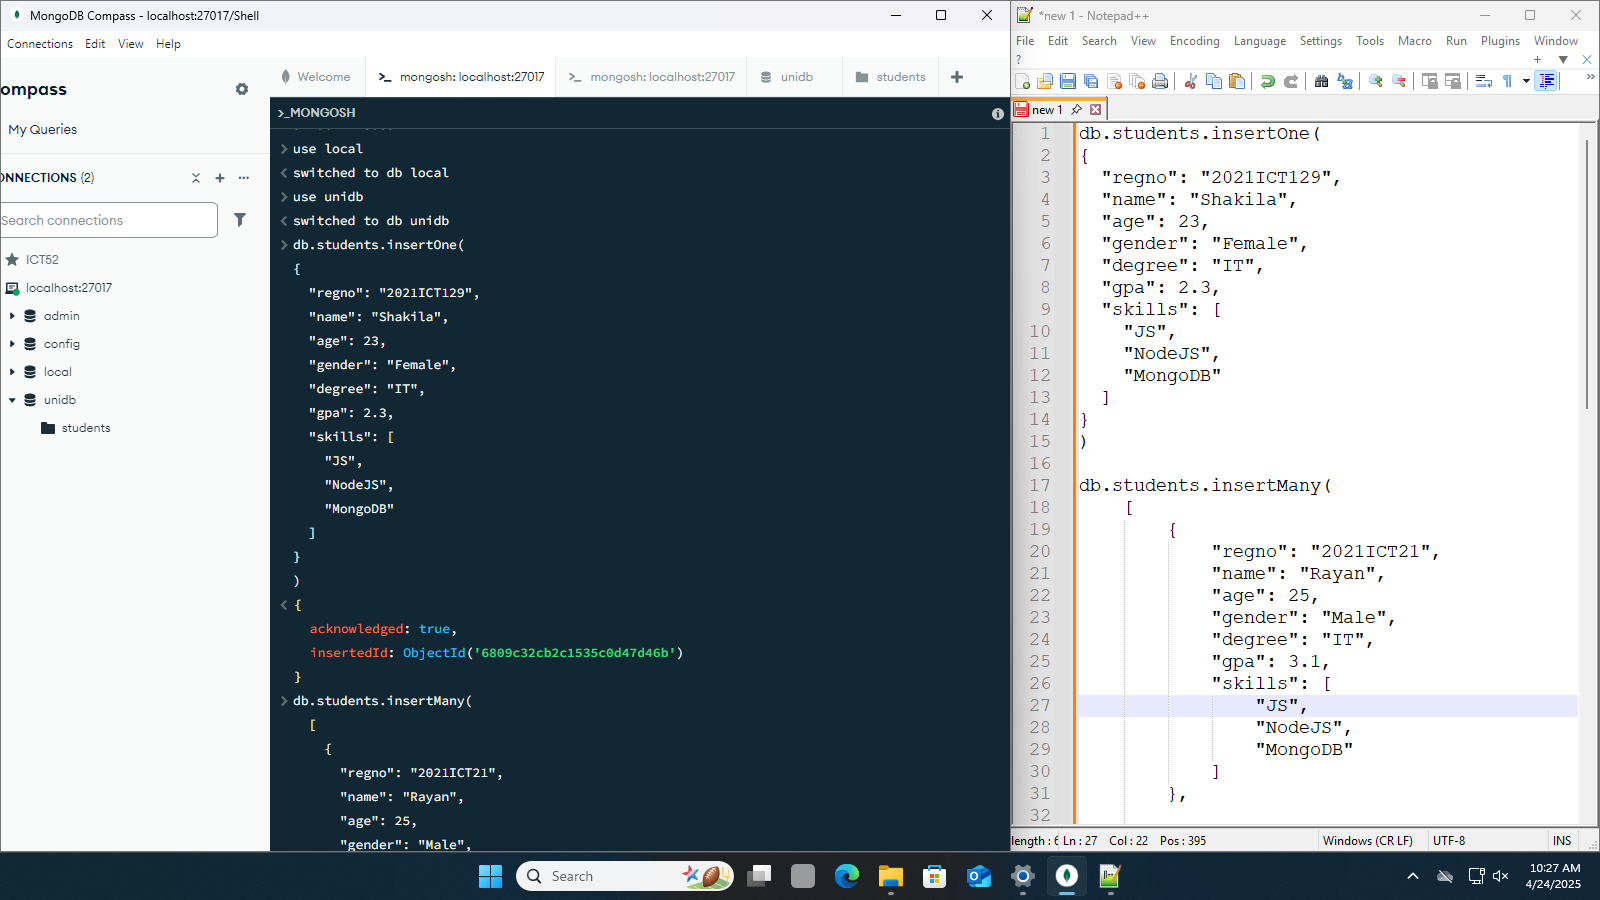 MongoDB Compass - localhost:27017/Shell
Connections Edit View Help
ompass
My Queries
ONNECTIONS (2)
Search connections
ICT52
localhost:27017
admin
config
local
unidb
students
Welcome
mongosh: localhost:27017
mongosh: localhost:27017
unidb
students
>_MONGOSH
use local
switched to db local
use unidb
switched to db unidb
db.students.insertOne(
{
"regno": "2021ICT129",
"name": "Shakila",
"age": 23,
"gender": "Female",
"degree": "IT",
"gpa": 2.3,
"skills": [
"JS",
"NodeJS",
"MongoDB"
]
}
)
{
acknowledged: true,
insertedId: ObjectId('6809c32cb2c1535c0d47d46b')
}
db.students.insertMany(
[
{
"regno": "2021ICT21",
"name": "Rayan",
"age": 25,
"gender": "Male",
*new 1 - Notepad++
File Edit Search View Encoding Language Settings Tools Macro Run Plugins Window
?
new 1
1 db.students.insertOne(
2 {
3 "regno": "2021ICT129",
4 "name": "Shakila",
5 "age": 23,
6 "gender": "Female",
7 "degree": "IT",
8 "gpa": 2.3,
9 "skills": [
10 "JS",
11 "NodeJS",
12 "MongoDB"
13 ]
14 }
15 )
16
17 db.students.insertMany(
18 [
19 {
20 "regno": "2021ICT21",
21 "name": "Rayan",
22 "age": 25,
23 "gender": "Male",
24 "degree": "IT",
25 "gpa": 3.1,
26 "skills": [
27 "JS",
28 "NodeJS",
29 "MongoDB"
30 ]
31 },
32
length : 6 Ln : 27 Col : 22 Pos : 395 Windows (CR LF) UTF-8 INS
Search
10:27 AM
4/24/2025